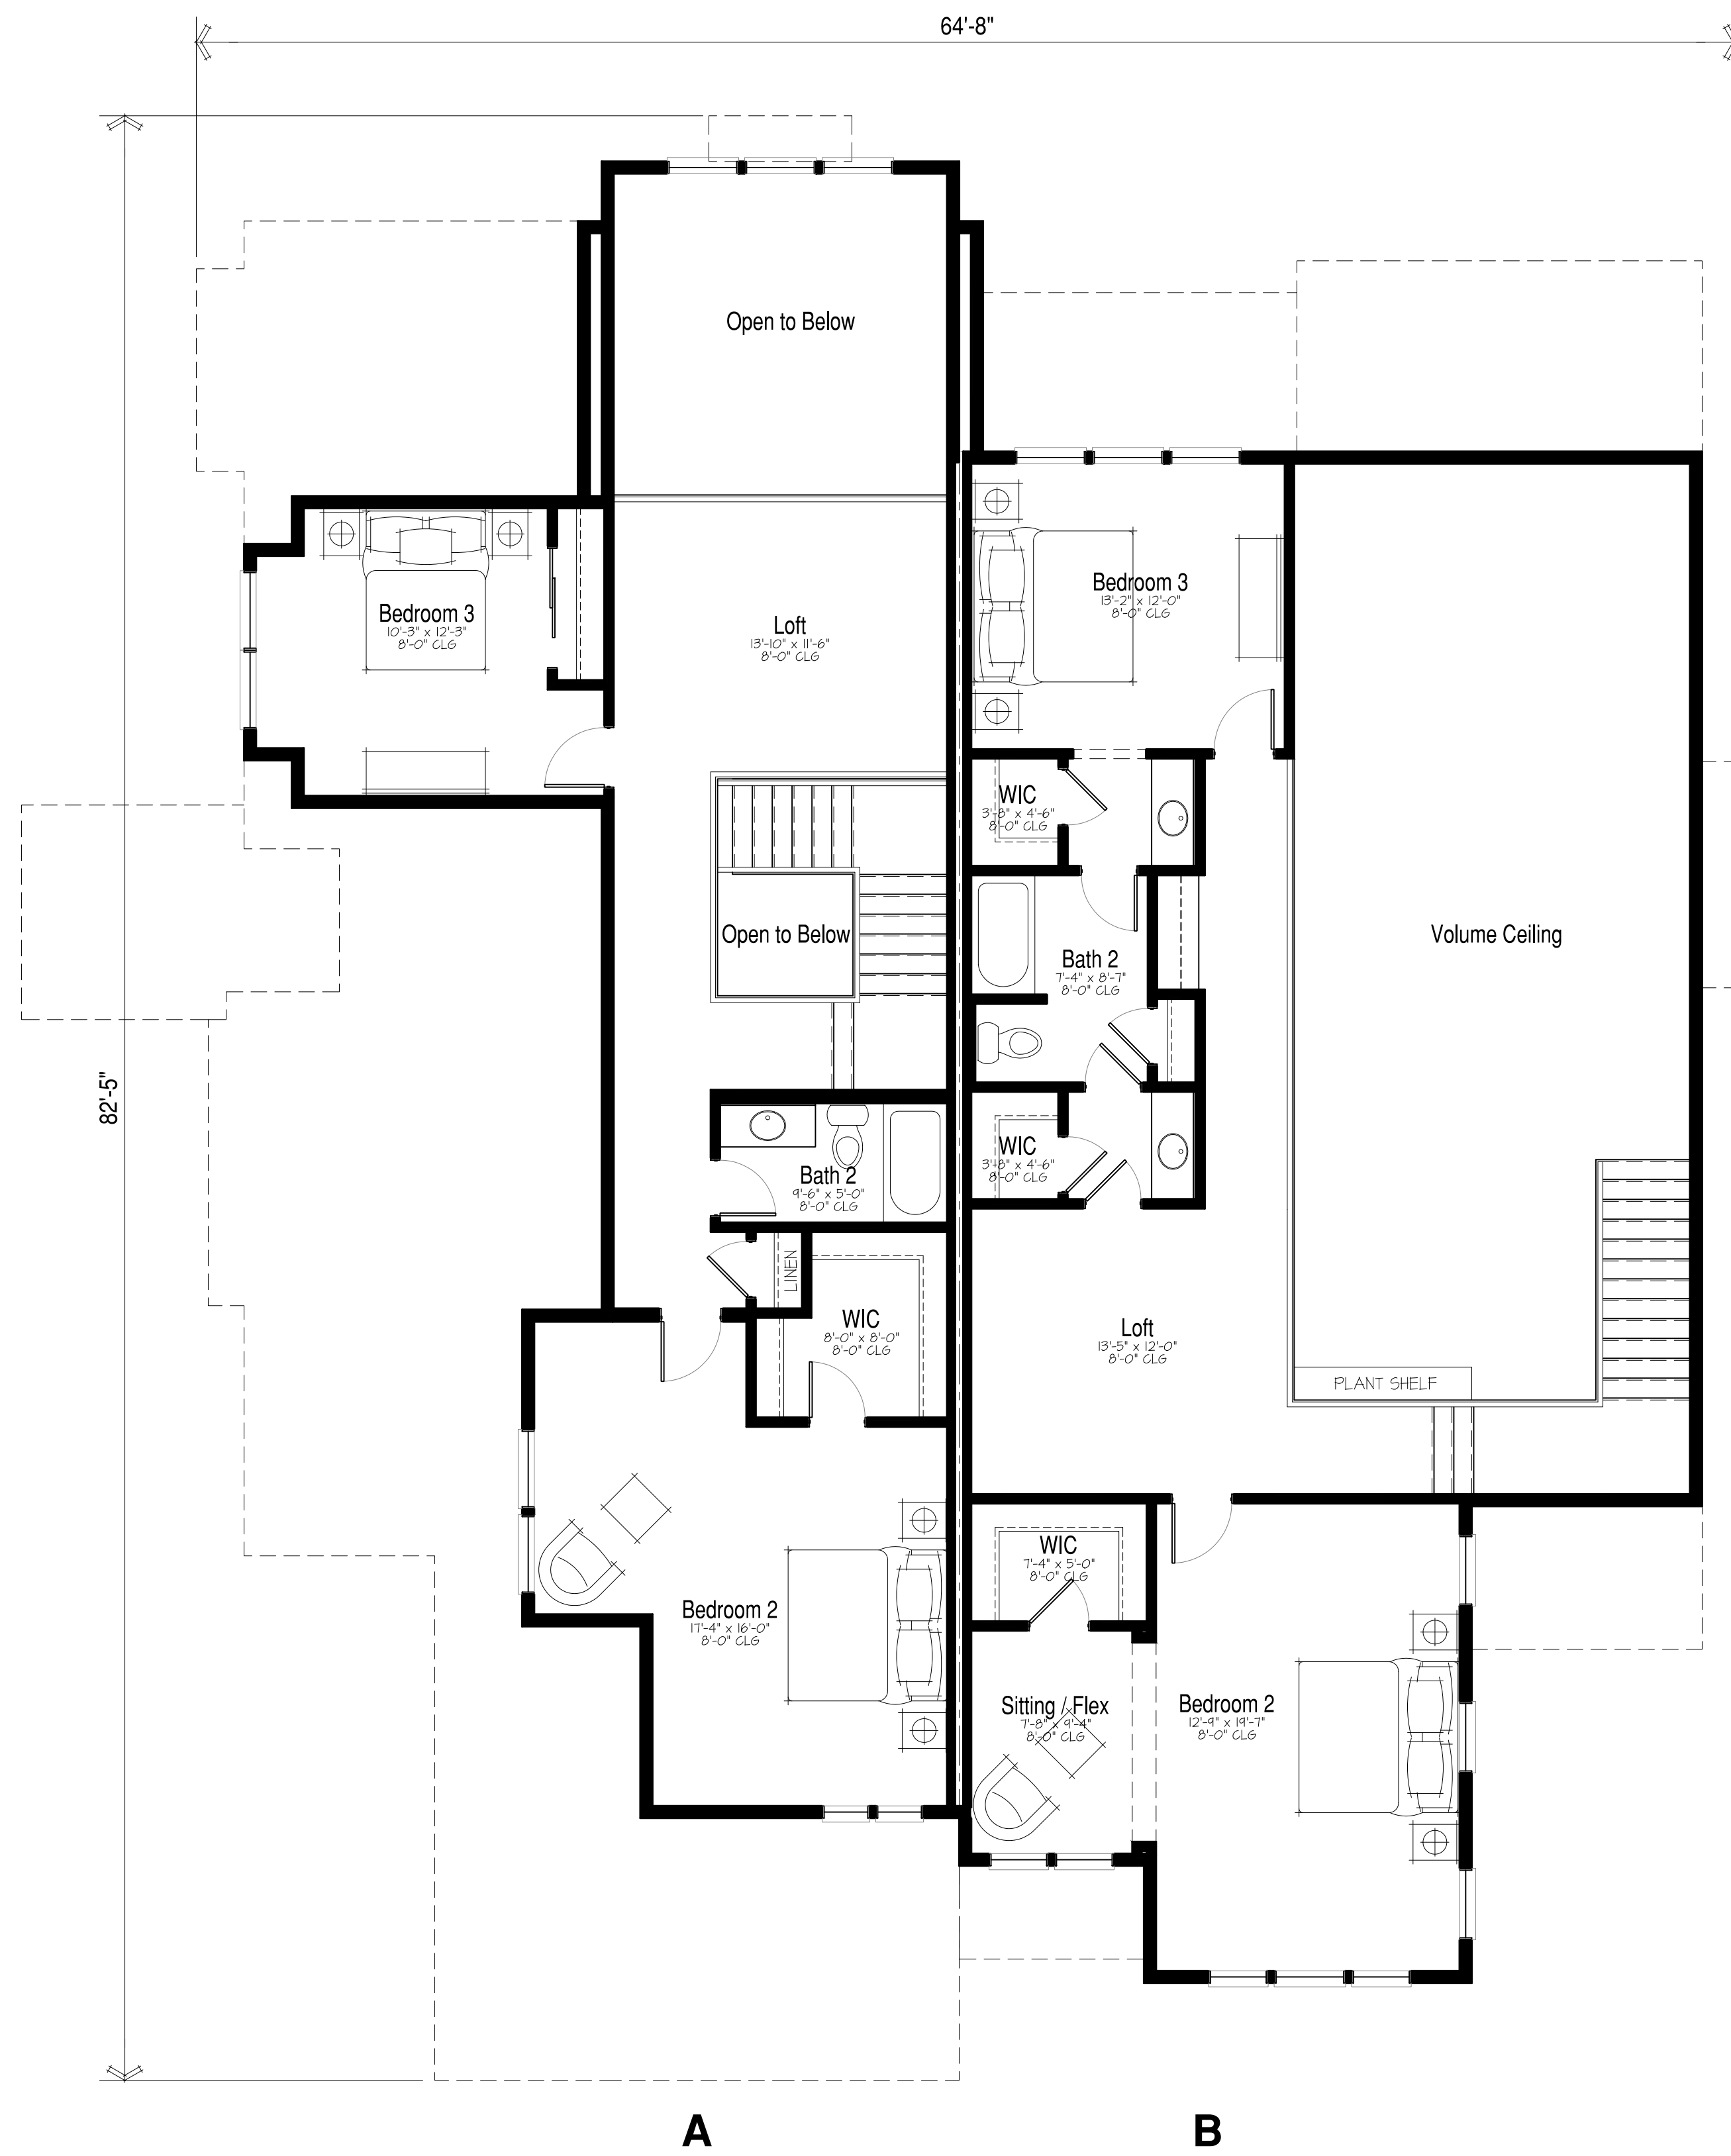 64'-8"
82'-5"
Open to Below
Bedroom 3
10'-3" x 12'-3"
8'-0" CLG
Loft
13'-10" x 11'-6"
8'-0" CLG
Open to Below
Bath 2
9'-6" x 5'-0"
8'-0" CLG
LINEN
WIC
8'-0" x 8'-0"
8'-0" CLG
Bedroom 2
17'-4" x 16'-0"
8'-0" CLG
A
Bedroom 3
13'-2" x 12'-0"
8'-0" CLG
WIC
3'-8" x 4'-6"
8'-0" CLG
Bath 2
7'-4" x 8'-7"
8'-0" CLG
Volume Ceiling
WIC
3'-8" x 4'-6"
8'-0" CLG
Loft
13'-5" x 12'-0"
8'-0" CLG
PLANT SHELF
WIC
7'-4" x 5'-0"
8'-0" CLG
Sitting / Flex
7'-8" x 9'-4"
8'-0" CLG
Bedroom 2
12'-9" x 19'-7"
8'-0" CLG
B